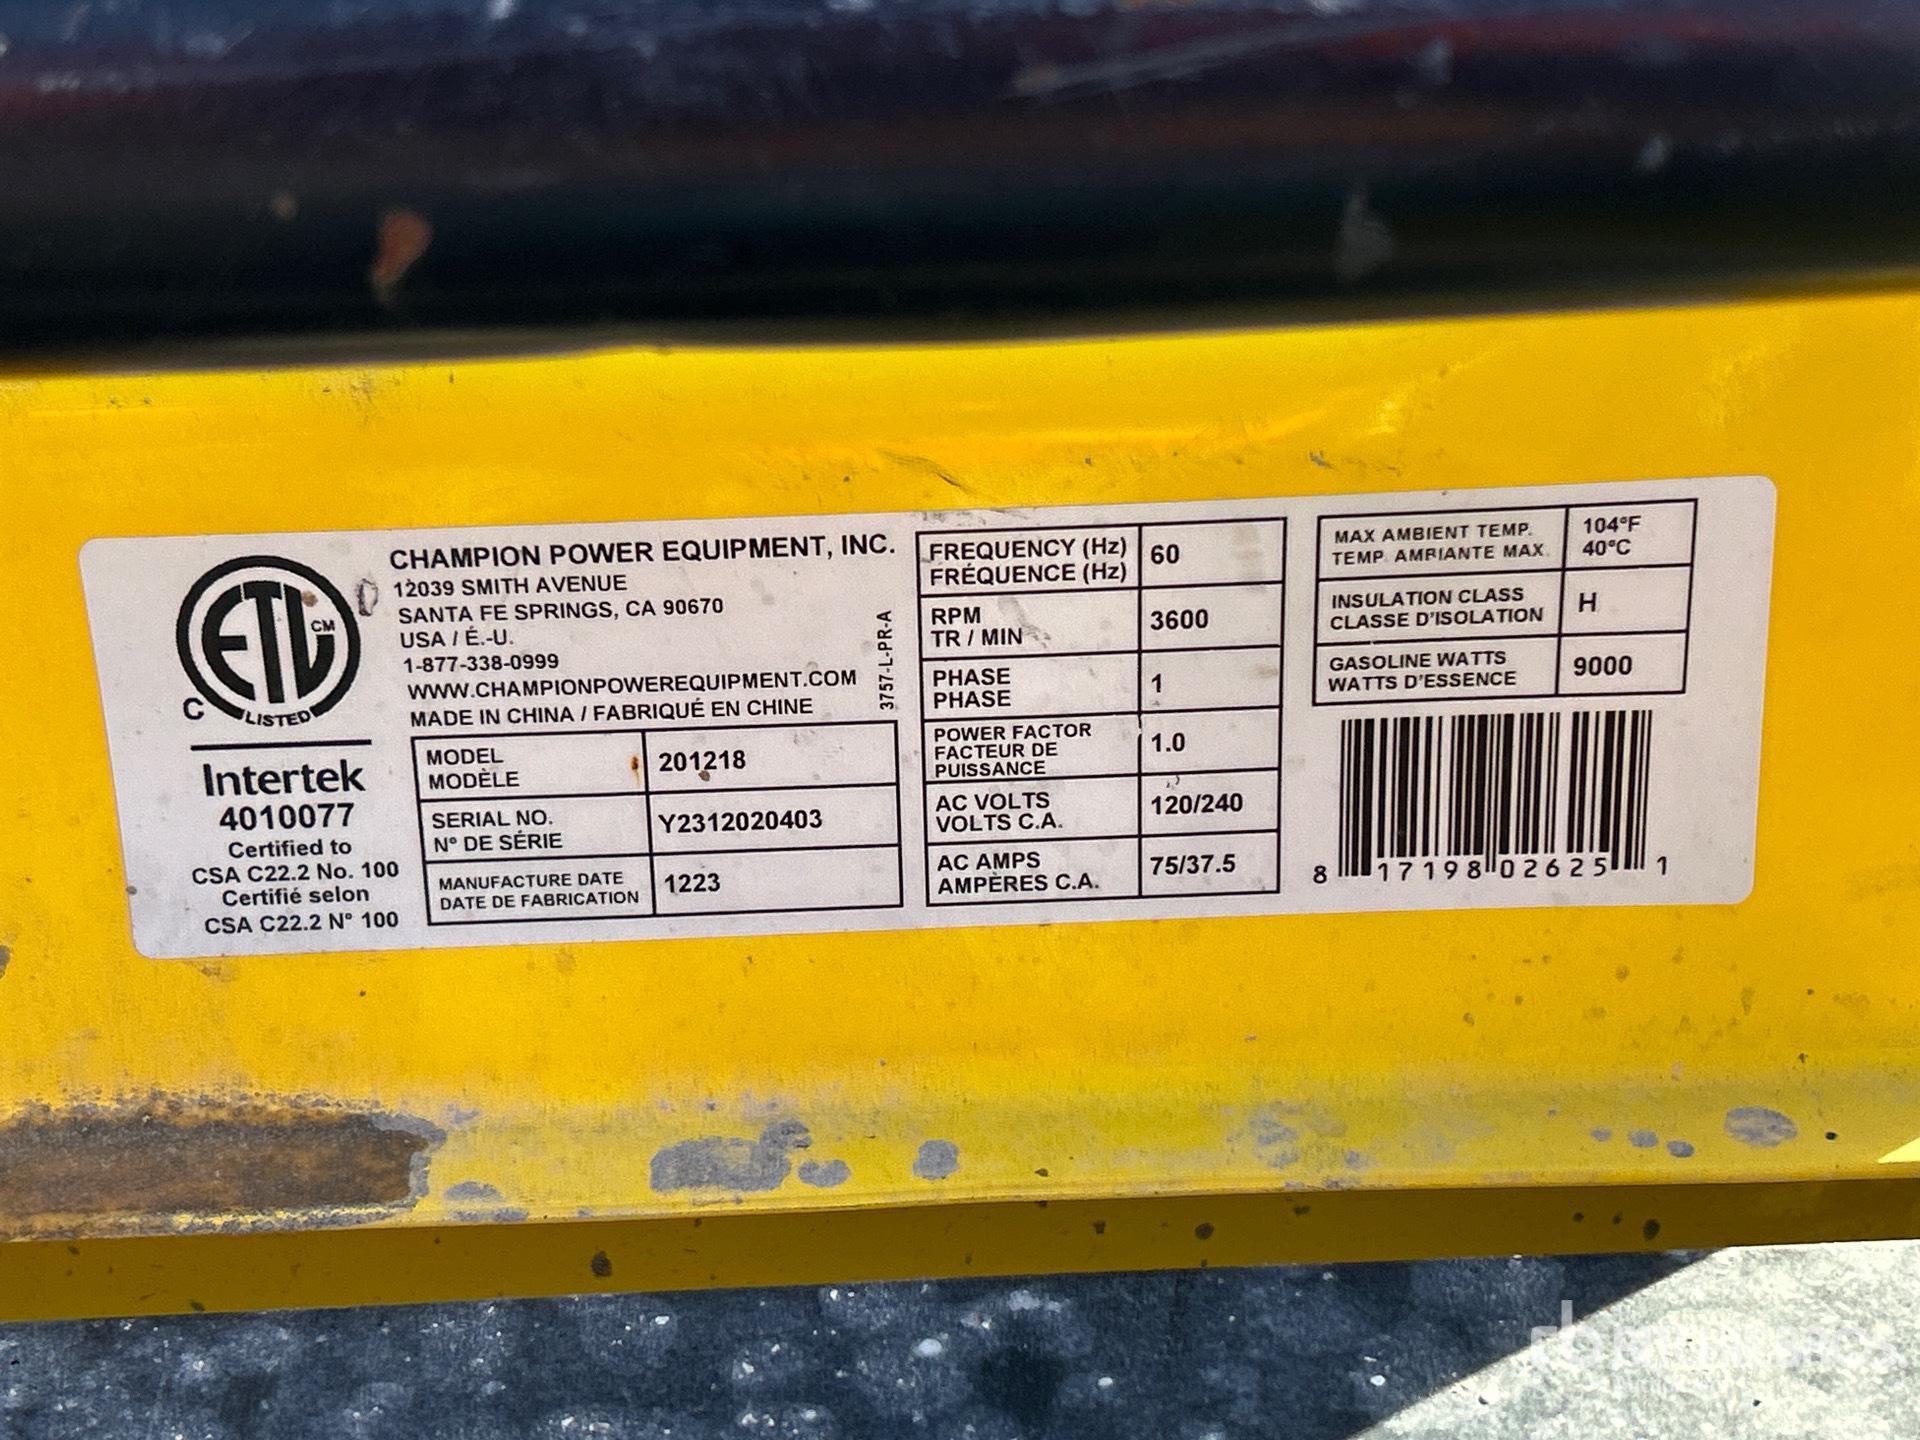 ETL CM
C LISTED
Intertek
4010077
Certified to
CSA C22.2 No. 100
Certifié selon
CSA C22.2 N° 100
CHAMPION POWER EQUIPMENT, INC.
12039 SMITH AVENUE
SANTA FE SPRINGS, CA 90670
USA / É.-U.
1-877-338-0999
WWW.CHAMPIONPOWEREQUIPMENT.COM
MADE IN CHINA / FABRIQUÉ EN CHINE
3757-L-PR-A
MODEL
MODÈLE
201218
SERIAL NO.
N° DE SÉRIE
Y2312020403
MANUFACTURE DATE
DATE DE FABRICATION
1223
FREQUENCY (Hz)
FRÉQUENCE (Hz)
60
RPM
TR / MIN
3600
PHASE
PHASE
1
POWER FACTOR
FACTEUR DE
PUISSANCE
1.0
AC VOLTS
VOLTS C.A.
120/240
AC AMPS
AMPÈRES C.A.
75/37.5
MAX AMBIENT TEMP.
TEMP. AMBIANTE MAX.
104°F
40°C
INSULATION CLASS
CLASSE D'ISOLATION
H
GASOLINE WATTS
WATTS D'ESSENCE
9000
8 17198 02625 1